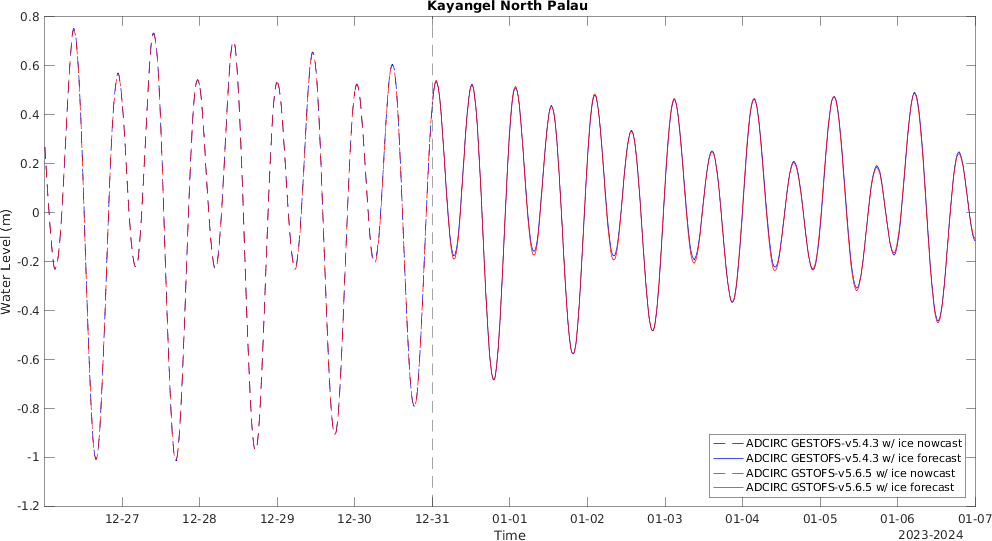 Kayangel North Palau
Water Level (m)
0.8
0.6
0.4
0.2
0
-0.2
-0.4
-0.6
-0.8
-1
-1.2
ADCIRC GESTOFS-v5.4.3 w/ ice nowcast
ADCIRC GESTOFS-v5.4.3 w/ ice forecast
ADCIRC GSTOFS-v5.6.5 w/ ice nowcast
ADCIRC GSTOFS-v5.6.5 w/ ice forecast
12-27 12-28 12-29 12-30 12-31 01-01 01-02 01-03 01-04 01-05 01-06 01-07
Time
2023-2024